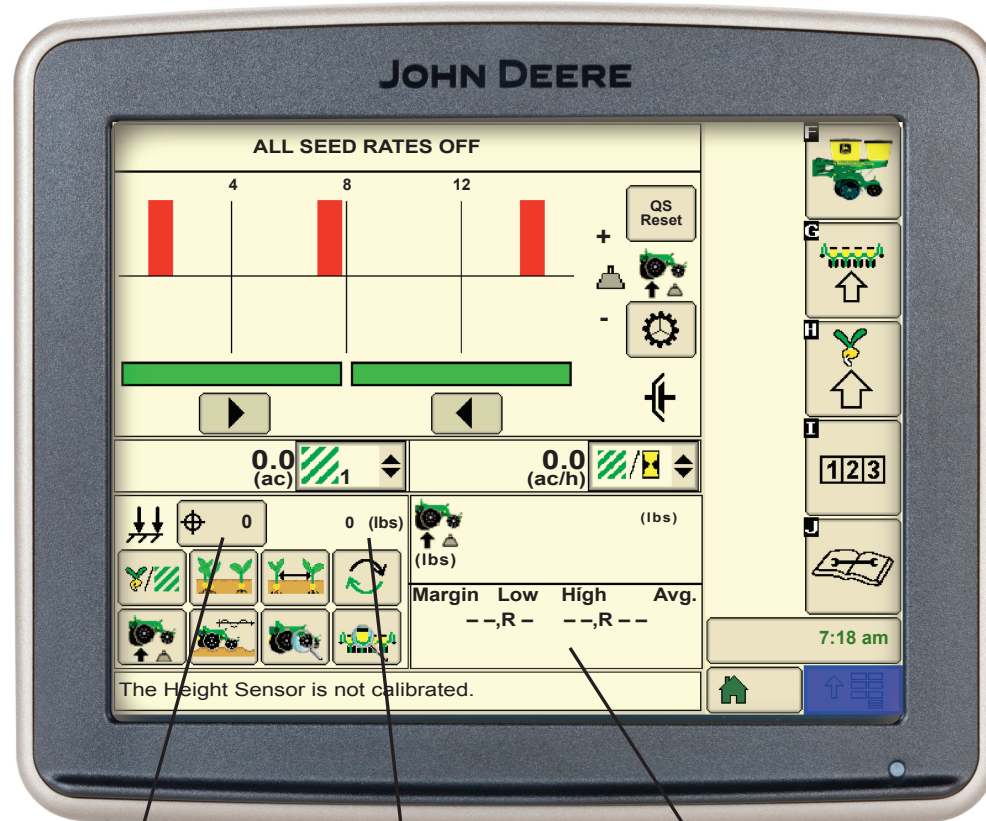 JOHN DEERE
F
ALL SEED RATES OFF
4 8 12
QS
Reset
+
-
G
H
0.0 (ac) 1
0.0 (ac/h) /
I
123
0
0 (lbs)
(lbs)
(lbs)
J
/
Margin Low High Avg.
– –,R – – –,R – –
7:18 am
The Height Sensor is not calibrated.